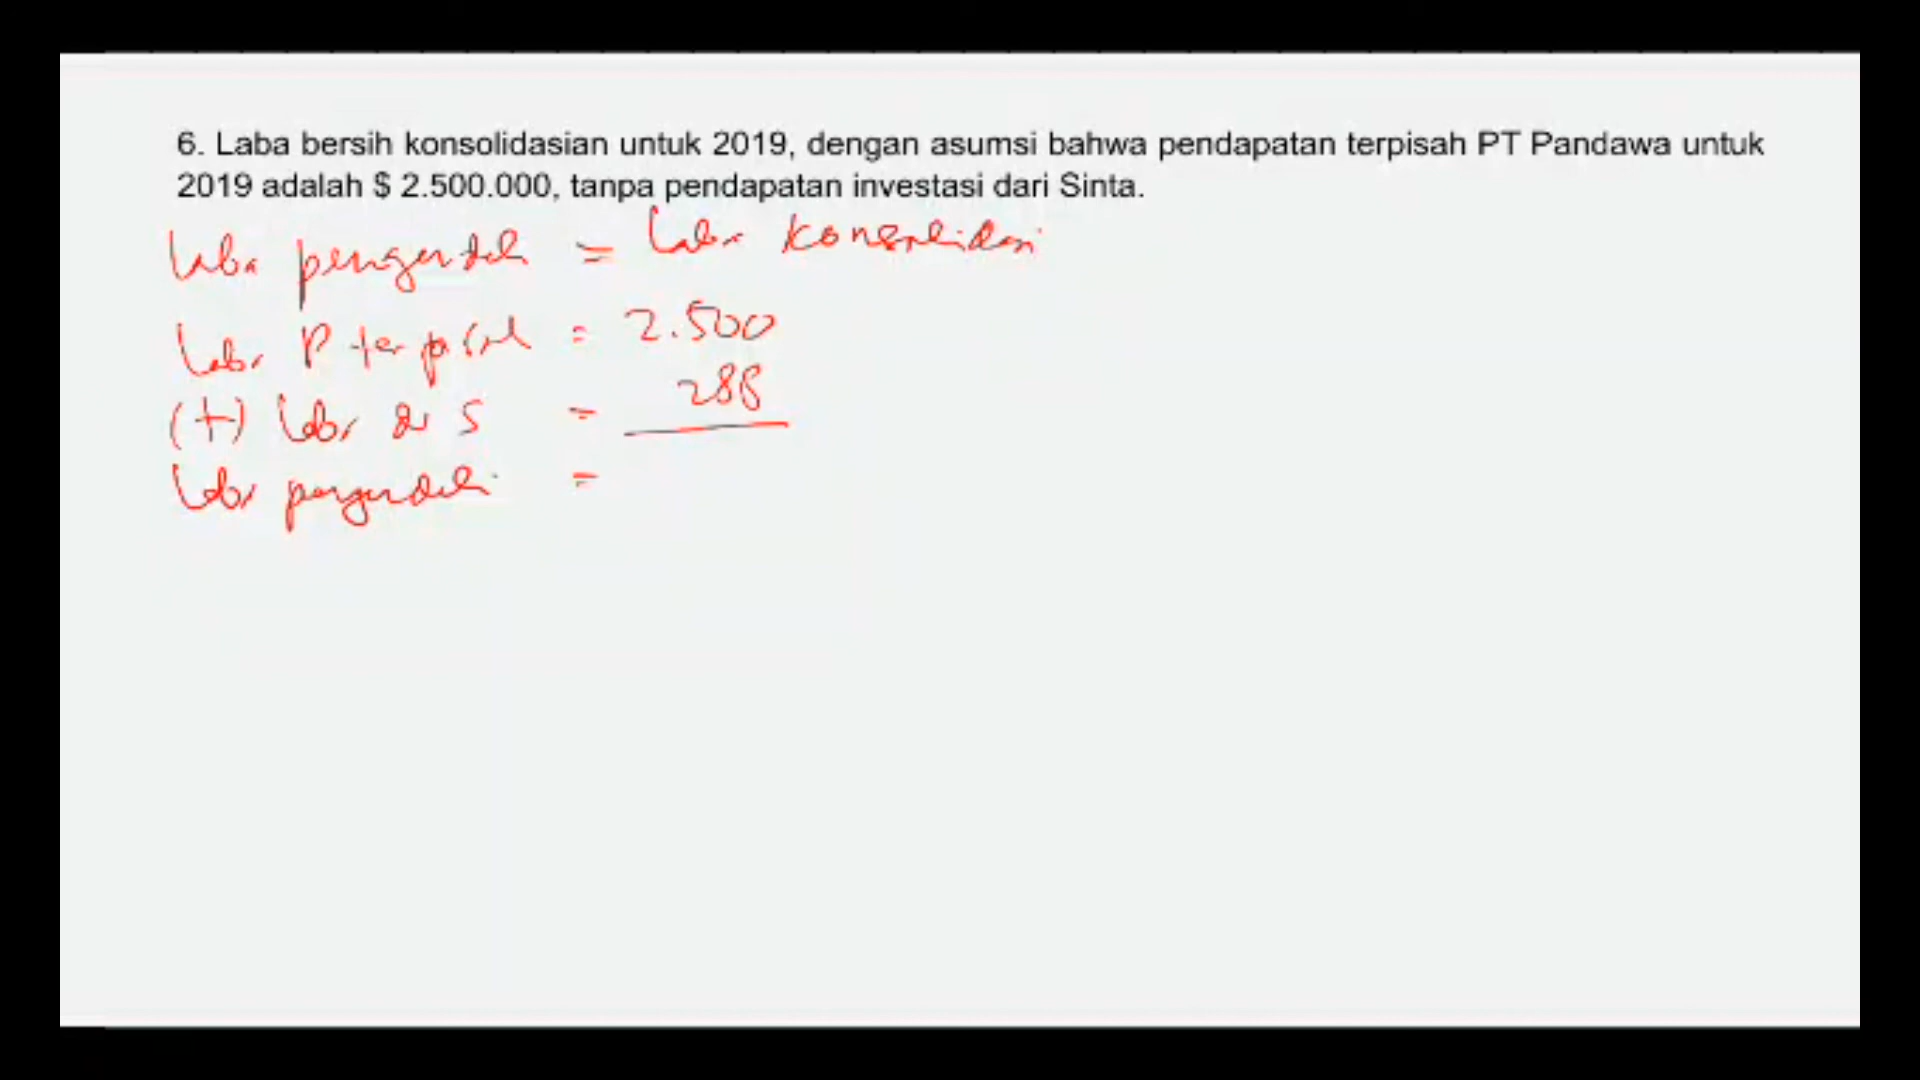 6. Laba bersih konsolidasian untuk 2019, dengan asumsi bahwa pendapatan terpisah PT Pandawa untuk
2019 adalah $ 2.500.000, tanpa pendapatan investasi dari Sinta.
laba pengendali = laba konsolidasi
laba P terpisah = 2.500
(+) laba dr S = 288
laba pengendali =